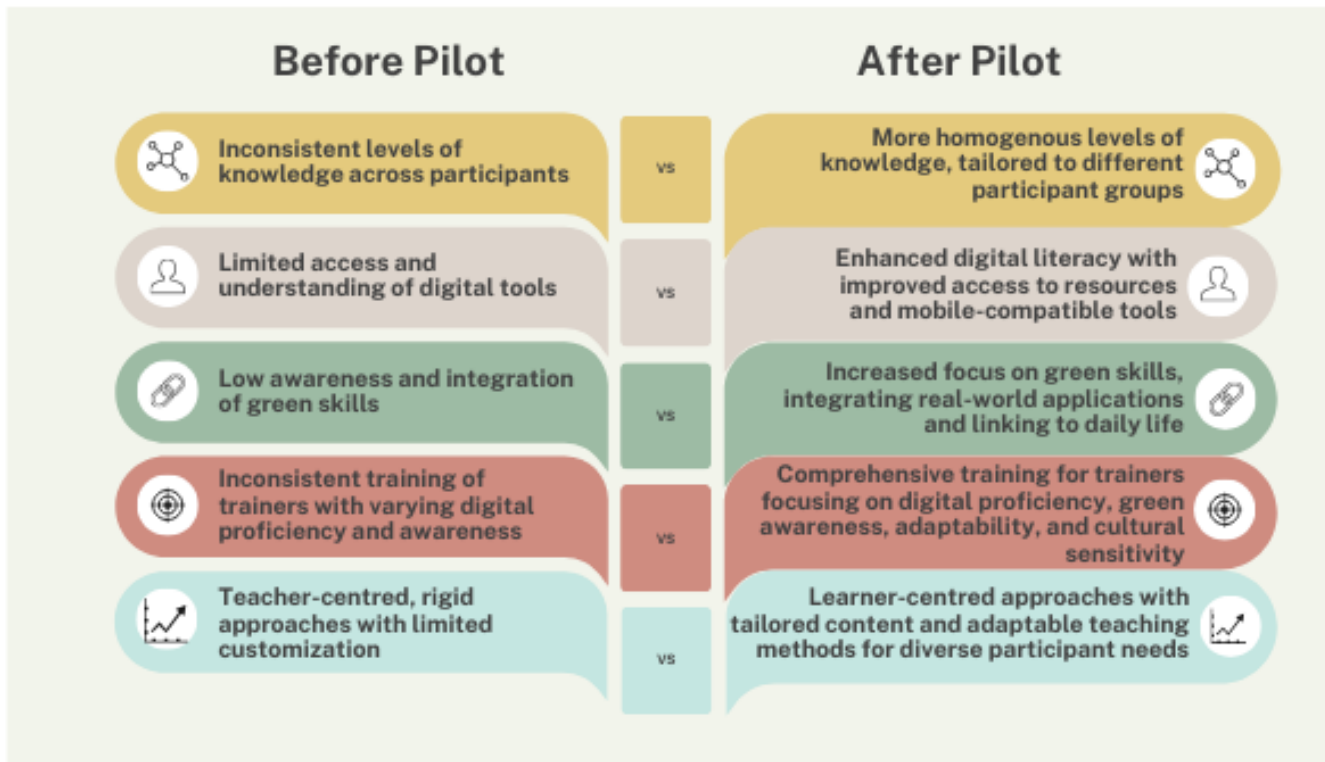 Before Pilot
After Pilot
Inconsistent levels of
knowledge across participants
vs
More homogenous levels of
knowledge, tailored to different
participant groups
Limited access and
understanding of digital tools
vs
Enhanced digital literacy with
improved access to resources
and mobile-compatible tools
Low awareness and integration
of green skills
vs
Increased focus on green skills,
integrating real-world applications
and linking to daily life
Inconsistent training of
trainers with varying digital
proficiency and awareness
vs
Comprehensive training for trainers
focusing on digital proficiency, green
awareness, adaptability, and cultural
sensitivity
Teacher-centred, rigid
approaches with limited
customization
vs
Learner-centred approaches with
tailored content and adaptable teaching
methods for diverse participant needs